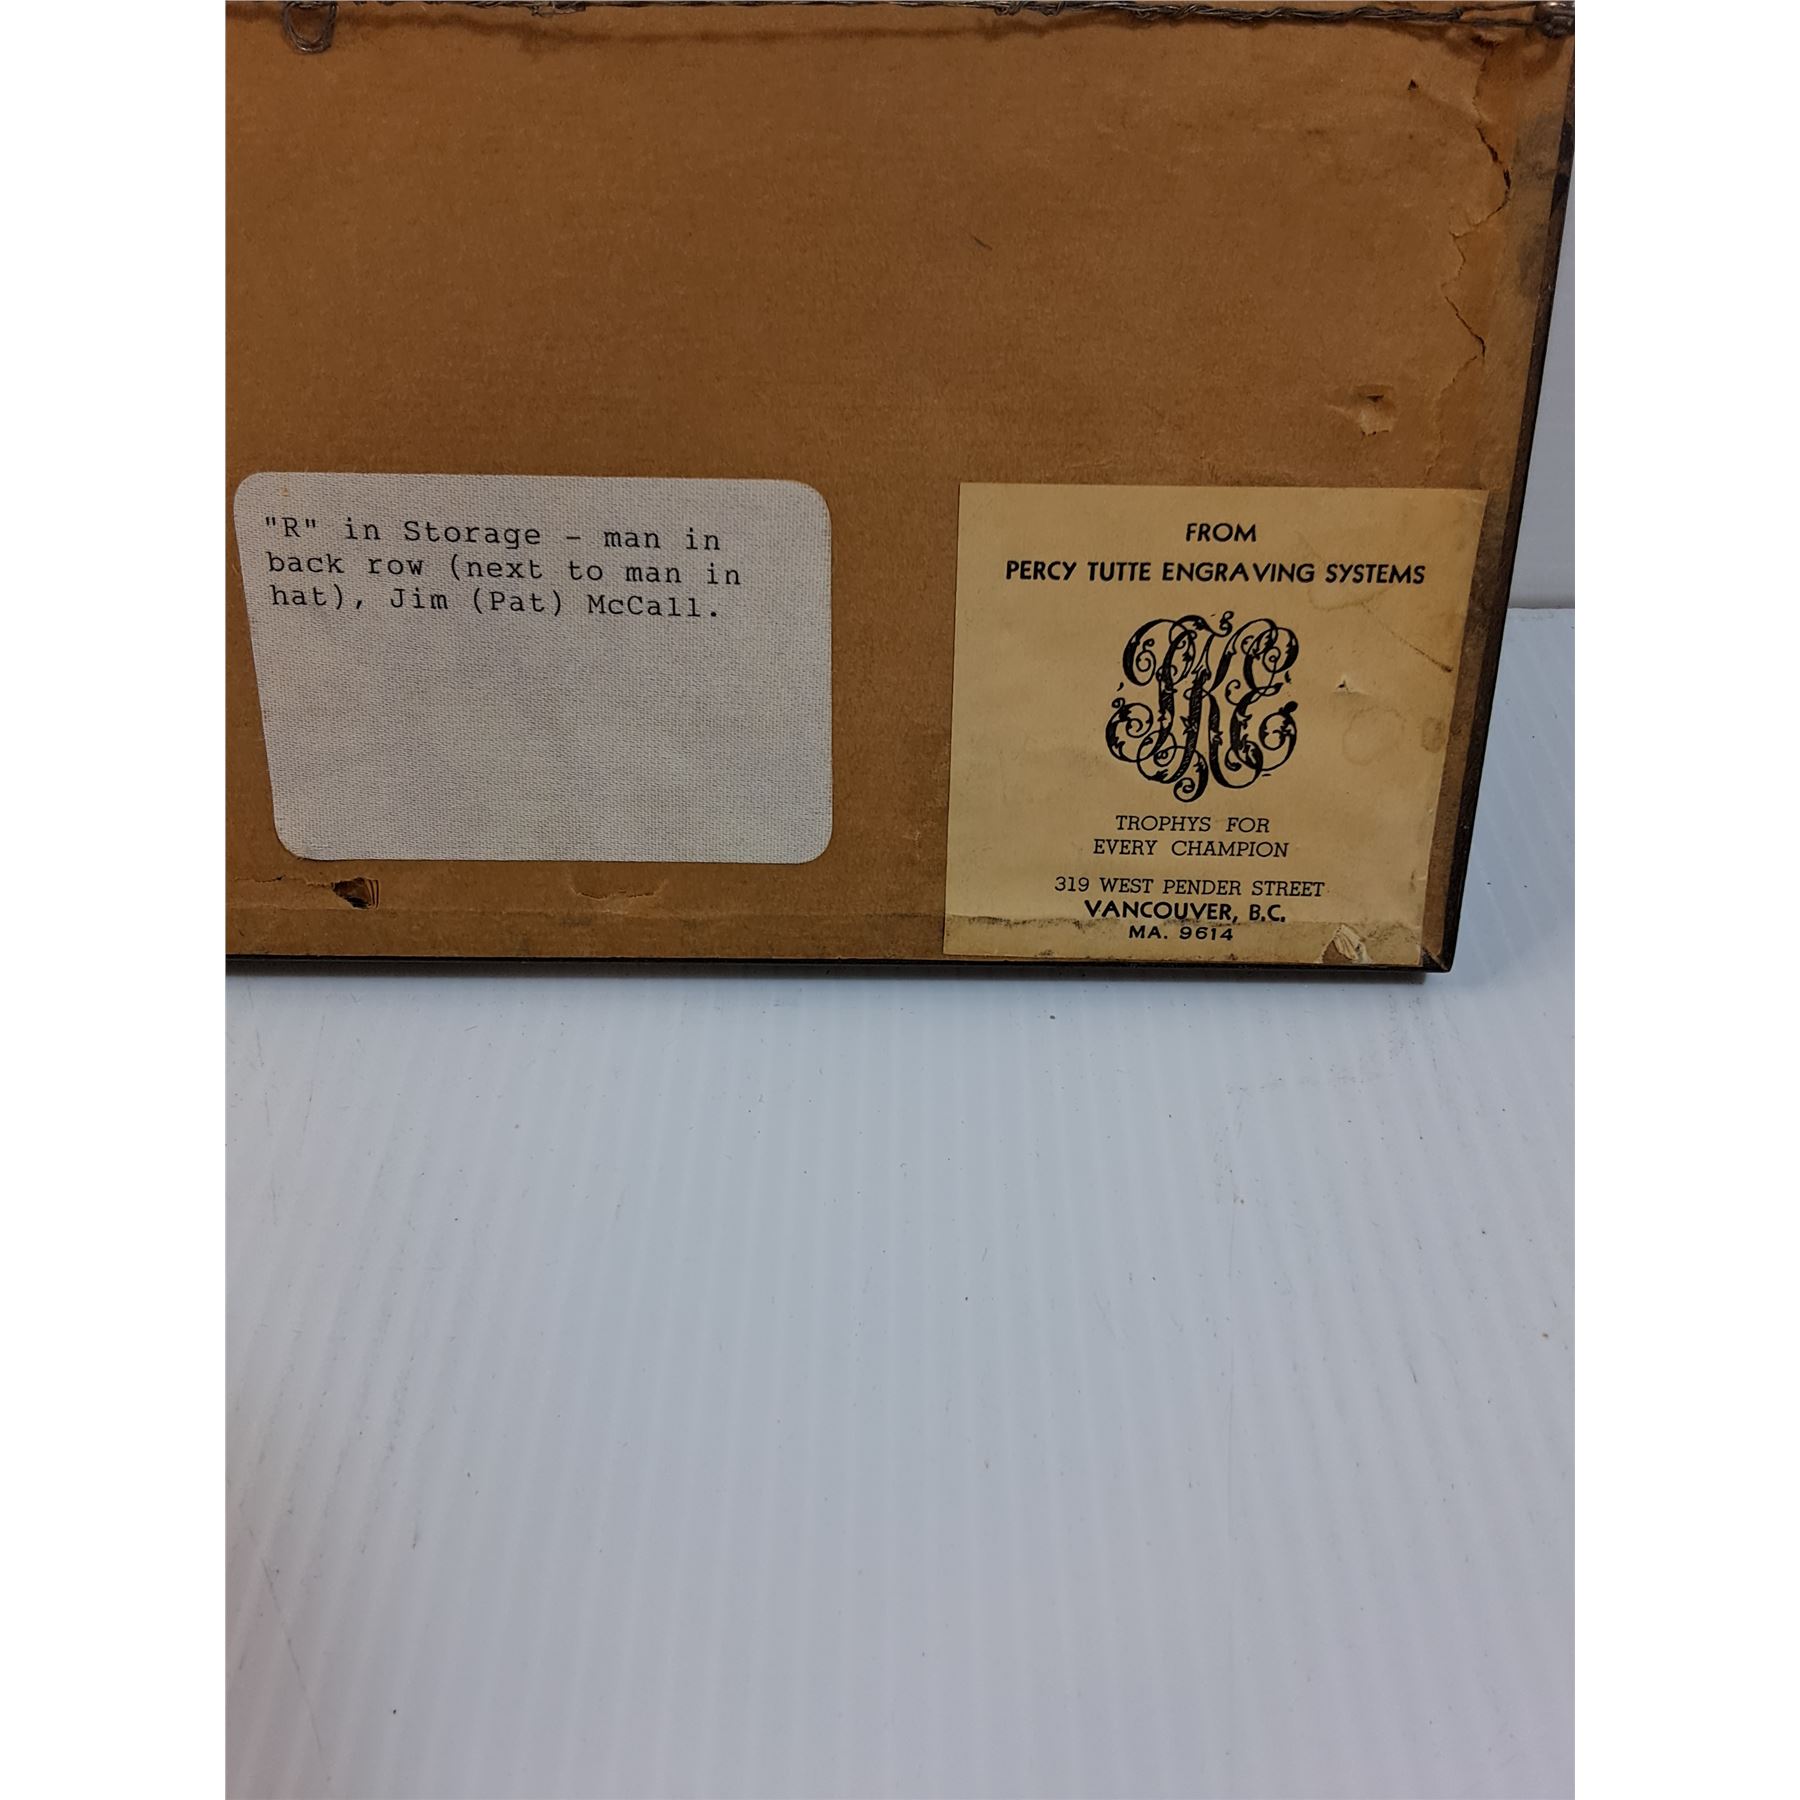 "R" in Storage - man in
back row (next to man in
hat), Jim (Pat) McCall.
FROM
PERCY TUTTE ENGRAVING SYSTEMS
TROPHYS FOR
EVERY CHAMPION
319 WEST PENDER STREET
VANCOUVER, B.C.
MA. 9614